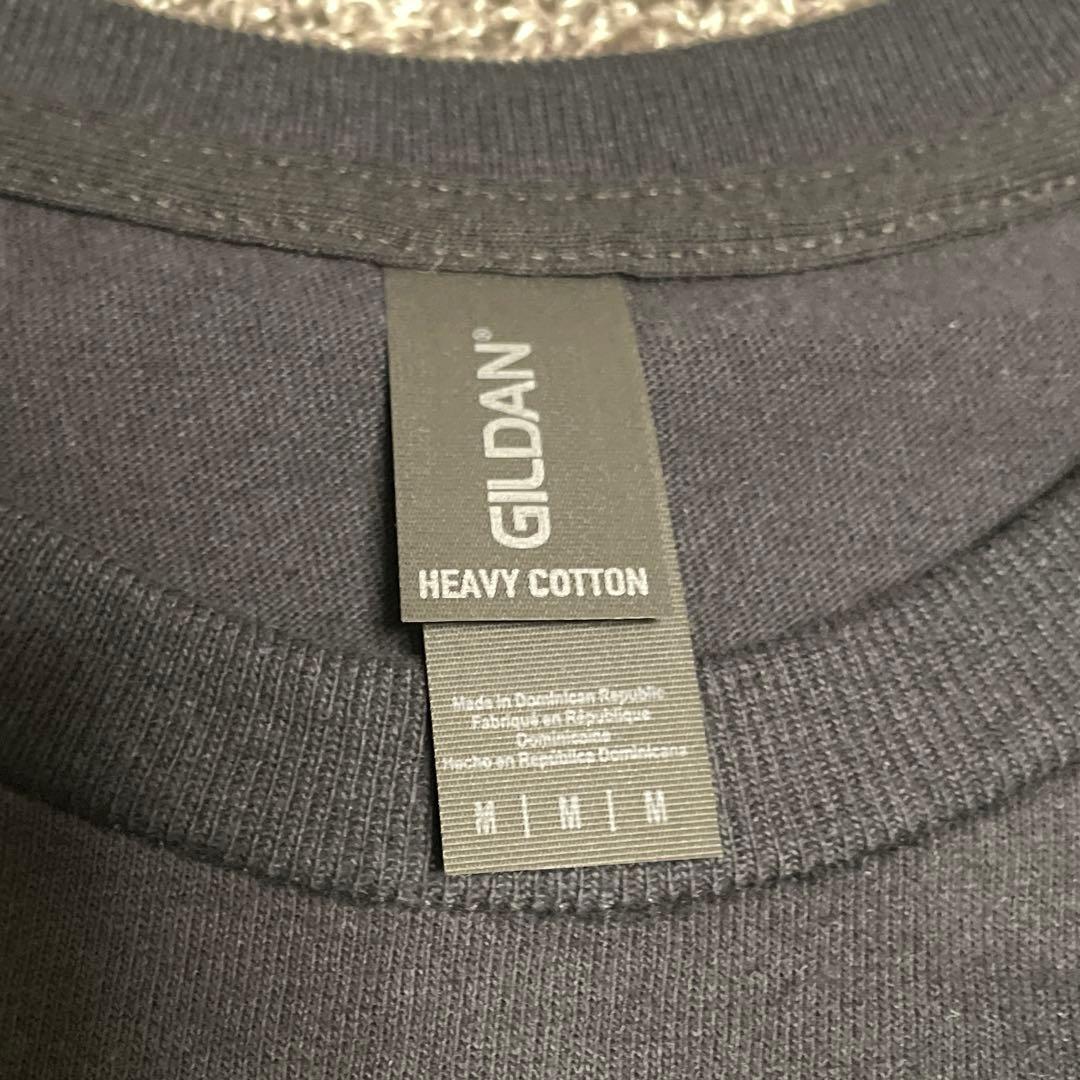 GILDAN®
HEAVY COTTON
Made in Dominican Republic
Fabriqué en République
Dominicaine
Hecho en República Dominicana
M | M | M